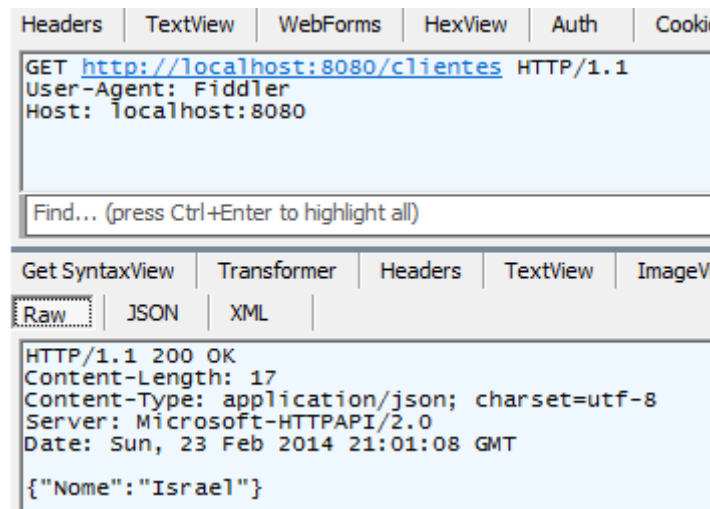 Headers TextView WebForms HexView Auth Cooki
GET http://localhost:8080/clientes HTTP/1.1
User-Agent: Fiddler
Host: localhost:8080
Find... (press Ctrl+Enter to highlight all)
Get SyntaxView Transformer Headers TextView ImageV
Raw JSON XML
HTTP/1.1 200 OK
Content-Length: 17
Content-Type: application/json; charset=utf-8
Server: Microsoft-HTTPAPI/2.0
Date: Sun, 23 Feb 2014 21:01:08 GMT
{"Nome":"Israel"}